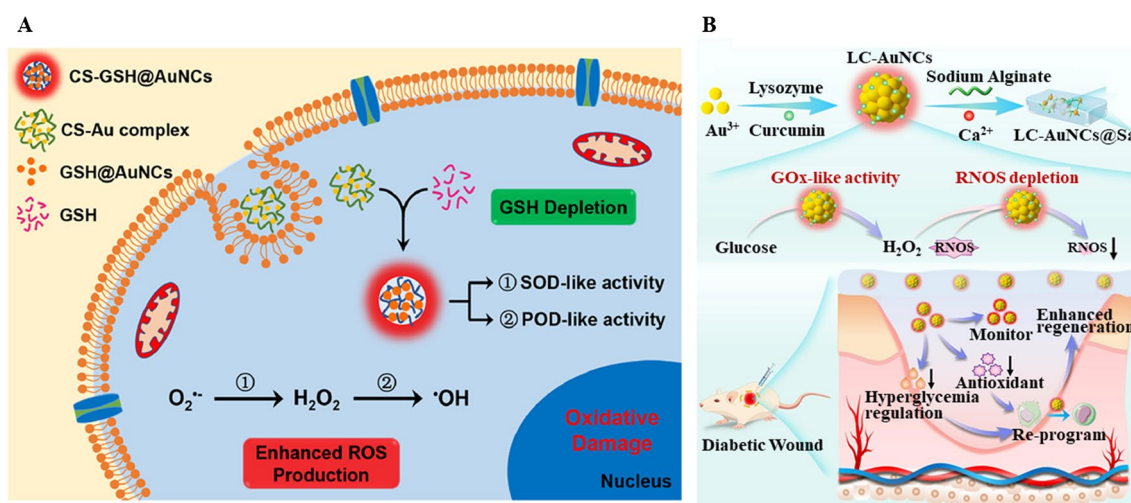 A
CS-GSH@AuNCs
CS-Au complex
GSH@AuNCs
GSH
GSH Depletion
① SOD-like activity
② POD-like activity
① ②
O₂•- H₂O₂ •OH
Enhanced ROS
Production
Oxidative
Damage
Nucleus
B
LC-AuNCs
Lysozyme
Curcumin
Au³⁺
Sodium Alginate
Ca²⁺
LC-AuNCs@Sa
GOx-like activity
RNOS depletion
Glucose
H₂O₂
RNOS
RNOS
Monitor
Enhanced
regeneration
Antioxidant
Hyperglycemia
regulation
Re-program
Diabetic Wound